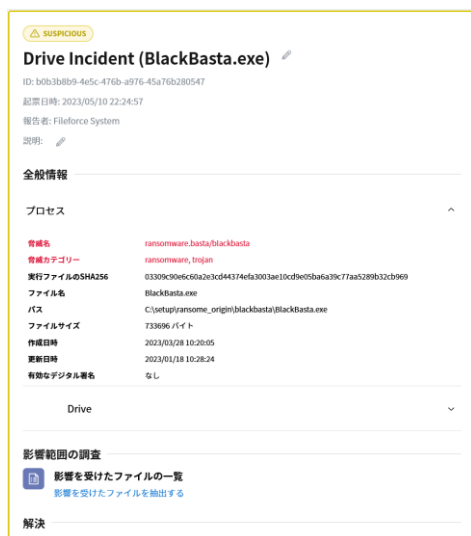 SUSPICIOUS
Drive Incident (BlackBasta.exe)
ID: b0b3b8b9-4e5c-476b-a976-45a76b280547
起票日時: 2023/05/10 22:24:57
報告者: Fileforce System
説明:
全般情報
プロセス
脅威名 ransomware.basta/blackbasta
脅威カテゴリー ransomware, trojan
実行ファイルのSHA256 03309c90e6c60a2e3cd44374efa3003ae10cd9e05ba6a39c77aa5289b32cb969
ファイル名 BlackBasta.exe
パス C:\setup\ransome_origin\blackbasta\BlackBasta.exe
ファイルサイズ 733696 バイト
作成日時 2023/03/28 10:20:05
更新日時 2023/01/18 10:28:24
有効なデジタル署名 なし
Drive
影響範囲の調査
影響を受けたファイルの一覧
影響を受けたファイルを抽出する
解決